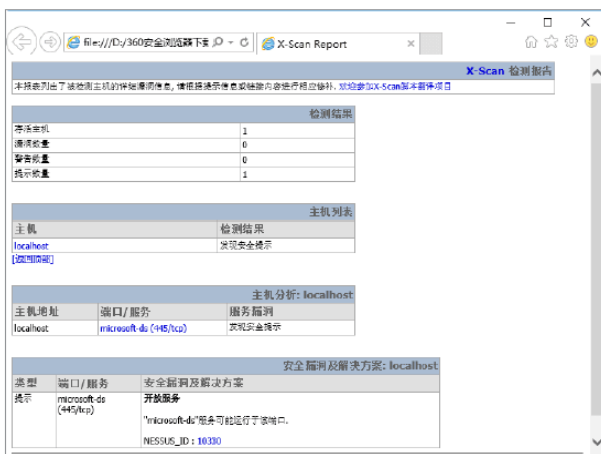 file:///D:/360安全浏览器下载
X-Scan Report
X-Scan 检测报告
本报表列出了被检测主机的详细漏洞信息, 请根据提示信息或链接内容进行相应修补. 欢迎参加X-Scan脚本翻译项目
检测结果
存活主机 1
漏洞数量 0
警告数量 0
提示数量 1
主机列表
主机 检测结果
localhost 发现安全提示
[返回顶部]
主机分析: localhost
主机地址 端口/服务 服务漏洞
localhost microsoft-ds (445/tcp) 发现安全提示
安全漏洞及解决方案: localhost
类型 端口/服务 安全漏洞及解决方案
提示 microsoft-ds (445/tcp) 开放服务
"microsoft-ds"服务可能运行于该端口.
NESSUS_ID : 10330